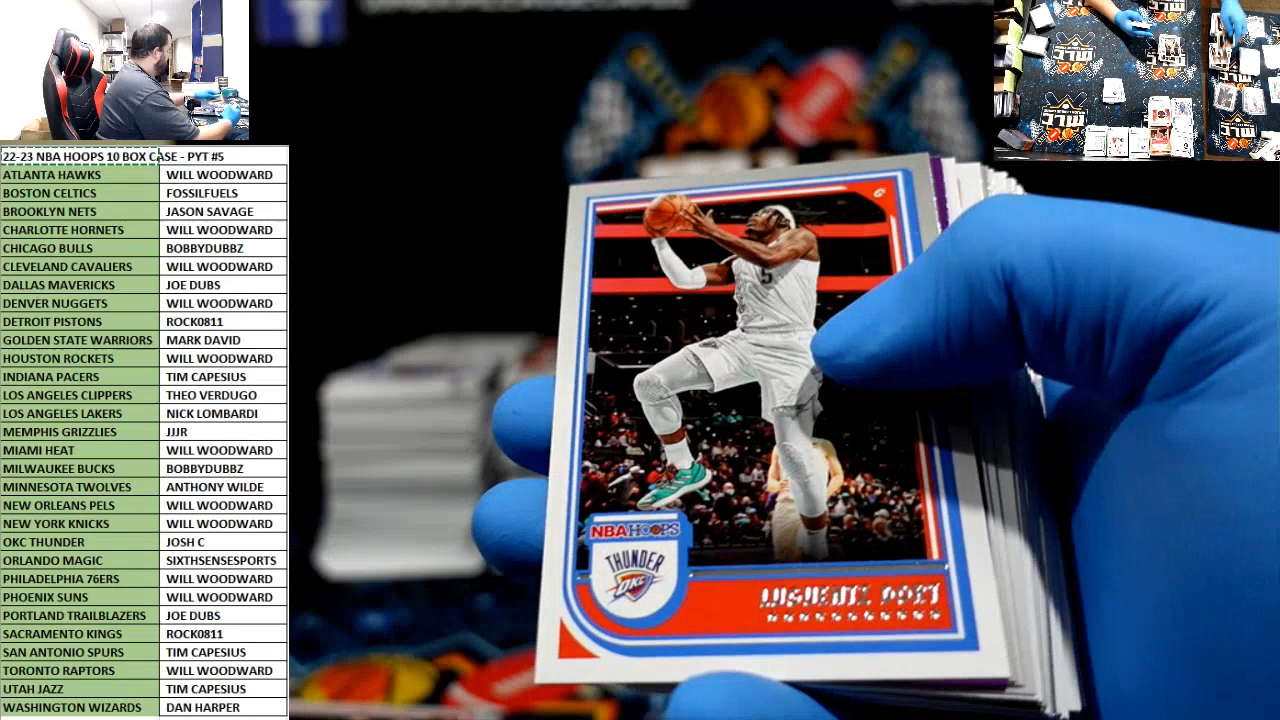 22-23 NBA HOOPS 10 BOX CASE - PYT #5
ATLANTA HAWKS WILL WOODWARD
BOSTON CELTICS FOSSILFUELS
BROOKLYN NETS JASON SAVAGE
CHARLOTTE HORNETS WILL WOODWARD
CHICAGO BULLS BOBBYDUBBZ
CLEVELAND CAVALIERS WILL WOODWARD
DALLAS MAVERICKS JOE DUBS
DENVER NUGGETS WILL WOODWARD
DETROIT PISTONS ROCK0811
GOLDEN STATE WARRIORS MARK DAVID
HOUSTON ROCKETS WILL WOODWARD
INDIANA PACERS TIM CAPESIUS
LOS ANGELES CLIPPERS THEO VERDUGO
LOS ANGELES LAKERS NICK LOMBARDI
MEMPHIS GRIZZLIES JJJR
MIAMI HEAT WILL WOODWARD
MILWAUKEE BUCKS BOBBYDUBBZ
MINNESOTA TWOLVES ANTHONY WILDE
NEW ORLEANS PELS WILL WOODWARD
NEW YORK KNICKS WILL WOODWARD
OKC THUNDER JOSH C
ORLANDO MAGIC SIXTHSENSESPORTS
PHILADELPHIA 76ERS WILL WOODWARD
PHOENIX SUNS WILL WOODWARD
PORTLAND TRAILBLAZERS JOE DUBS
SACRAMENTO KINGS ROCK0811
SAN ANTONIO SPURS TIM CAPESIUS
TORONTO RAPTORS WILL WOODWARD
UTAH JAZZ TIM CAPESIUS
WASHINGTON WIZARDS DAN HARPER
NBA HOOPS
THUNDER
OKC
5